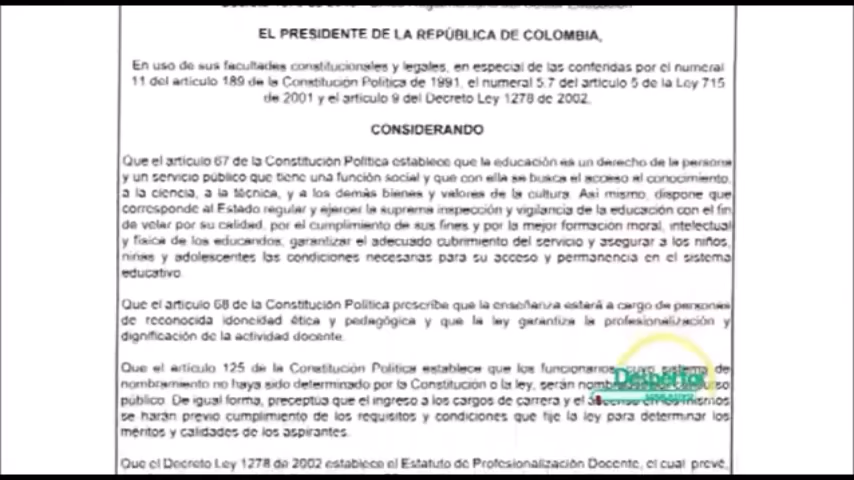 EL PRESIDENTE DE LA REPÚBLICA DE COLOMBIA,
En uso de sus facultades constitucionales y legales, en especial de las conferidas por el numeral
11 del artículo 189 de la Constitución Política de 1991, el numeral 5.7 del artículo 5 de la Ley 715
de 2001 y el artículo 9 del Decreto Ley 1278 de 2002,
CONSIDERANDO
Que el artículo 67 de la Constitución Política establece que la educación es un derecho de la persona
y un servicio público que tiene una función social y que con ella se busca el acceso al conocimiento,
a la ciencia, a la técnica, y a los demás bienes y valores de la cultura. Así mismo, dispone que
corresponde al Estado regular y ejercer la suprema inspección y vigilancia de la educación con el fin
de velar por su calidad, por el cumplimiento de sus fines y por la mejor formación moral, intelectual
y física de los educandos; garantizar el adecuado cubrimiento del servicio y asegurar a los niños,
niñas y adolescentes las condiciones necesarias para su acceso y permanencia en el sistema
educativo.
Que el artículo 68 de la Constitución Política prescribe que la enseñanza estará a cargo de personas
de reconocida idoneidad ética y pedagógica y que la ley garantiza la profesionalización y
dignificación de la actividad docente.
Que el artículo 125 de la Constitución Política establece que los funcionarios, cuyo sistema de
nombramiento no haya sido determinado por la Constitución o la ley, serán
público. De igual forma, preceptúa que el ingreso a los cargos de carrera y el ascenso en los mismos
se harán previo cumplimiento de los requisitos y condiciones que fije la ley para determinar los
méritos y calidades de los aspirantes.
Que el Decreto Ley 1278 de 2002 establece el Estatuto de Profesionalización Docente, el cual prevé,
Despertar